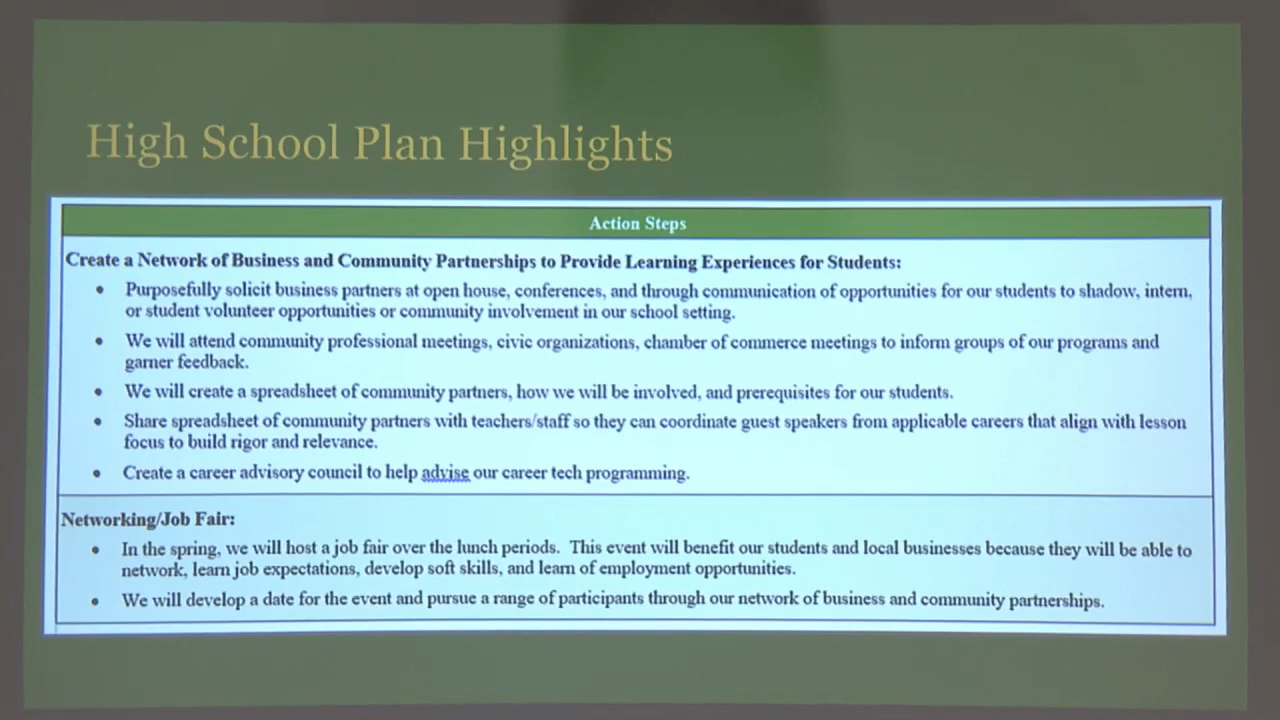 High School Plan Highlights
Action Steps
Create a Network of Business and Community Partnerships to Provide Learning Experiences for Students:
• Purposefully solicit business partners at open house, conferences, and through communication of opportunities for our students to shadow, intern,
or student volunteer opportunities or community involvement in our school setting.
• We will attend community professional meetings, civic organizations, chamber of commerce meetings to inform groups of our programs and
garner feedback.
• We will create a spreadsheet of community partners, how we will be involved, and prerequisites for our students.
• Share spreadsheet of community partners with teachers/staff so they can coordinate guest speakers from applicable careers that align with lesson
focus to build rigor and relevance.
• Create a career advisory council to help advise our career tech programming.
Networking/Job Fair:
• In the spring, we will host a job fair over the lunch periods. This event will benefit our students and local businesses because they will be able to
network, learn job expectations, develop soft skills, and learn of employment opportunities.
• We will develop a date for the event and pursue a range of participants through our network of business and community partnerships.